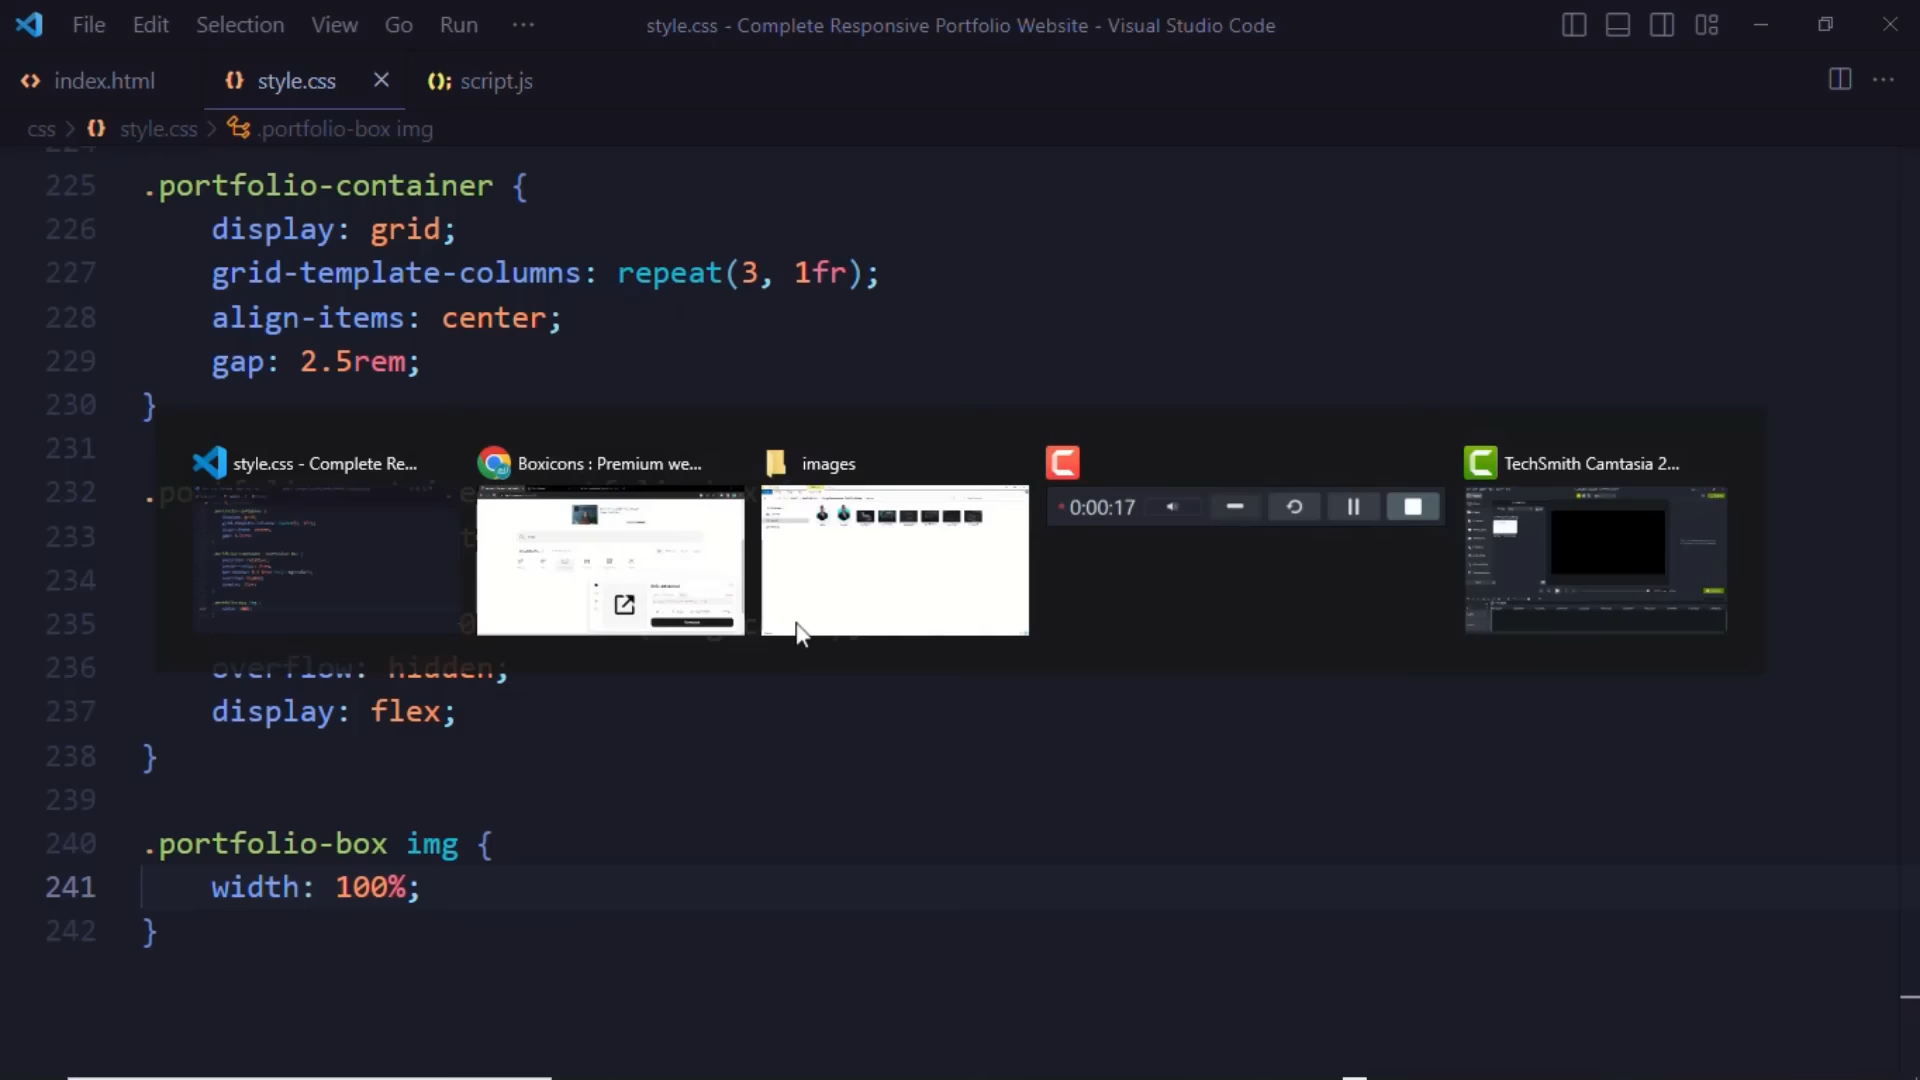 File Edit Selection View Go Run ···
style.css - Complete Responsive Portfolio Website - Visual Studio Code
index.html
style.css
script.js
css > style.css > .portfolio-box img
225 .portfolio-container {
226 display: grid;
227 grid-template-columns: repeat(3, 1fr);
228 align-items: center;
229 gap: 2.5rem;
230 }
231
style.css - Complete Re...
Boxicons : Premium we...
images
TechSmith Camtasia 2...
0:00:17
232
233
234
235
236 overflow: hidden;
237 display: flex;
238 }
239
240 .portfolio-box img {
241 width: 100%;
242 }